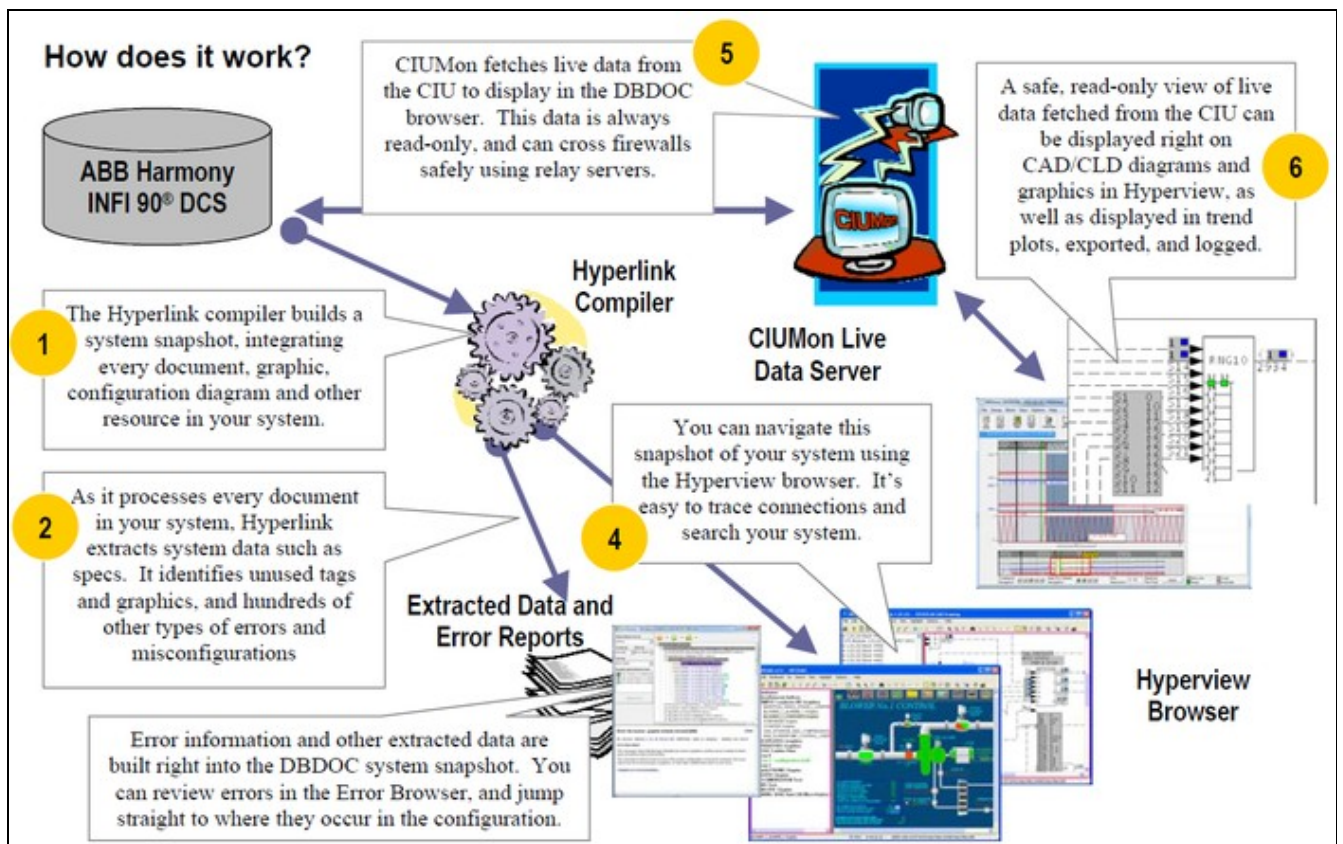 How does it work?
ABB Harmony
INFI 90® DCS
CIUMon fetches live data from
the CIU to display in the DBDOC
browser. This data is always
read-only, and can cross firewalls
safely using relay servers.
5
CIUMon
A safe, read-only view of live
data fetched from the CIU can
be displayed right on
CAD/CLD diagrams and
graphics in Hyperview, as
well as displayed in trend
plots, exported, and logged.
6
Hyperlink
Compiler
1
The Hyperlink compiler builds a
system snapshot, integrating
every document, graphic,
configuration diagram and other
resource in your system.
CIUMon Live
Data Server
RNG10
2934
2
As it processes every document
in your system, Hyperlink
extracts system data such as
specs. It identifies unused tags
and graphics, and hundreds of
other types of errors and
misconfigurations
4
You can navigate this
snapshot of your system using
the Hyperview browser. It's
easy to trace connections and
search your system.
Extracted Data and
Error Reports
BLOWER No.1 CONTROL
Hyperview
Browser
Error information and other extracted data are
built right into the DBDOC system snapshot. You
can review errors in the Error Browser, and jump
straight to where they occur in the configuration.